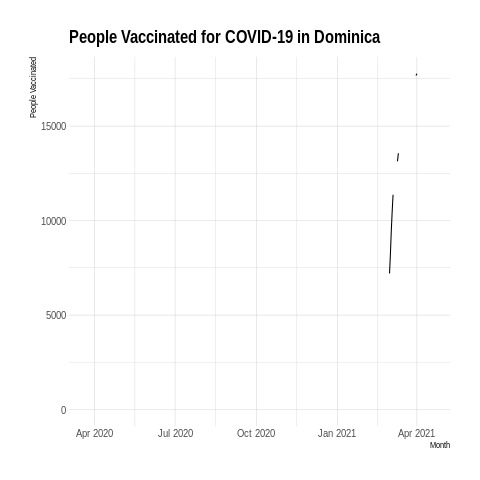 People Vaccinated for COVID-19 in Dominica
People Vaccinated
15000
10000
5000
0
Apr 2020 Jul 2020 Oct 2020 Jan 2021 Apr 2021
Month